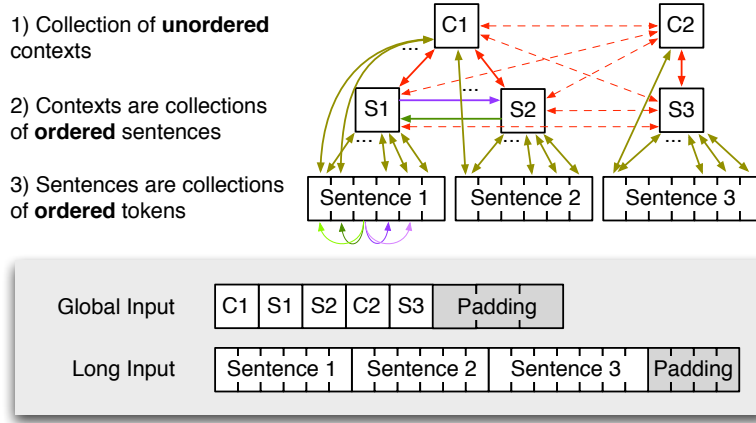 1) Collection of unordered
contexts
2) Contexts are collections
of ordered sentences
3) Sentences are collections
of ordered tokens
C1
C2
...
...
S1
S2
S3
...
...
...
Sentence 1
Sentence 2
Sentence 3
Global Input
C1
S1
S2
C2
S3
Padding
Long Input
Sentence 1
Sentence 2
Sentence 3
Padding